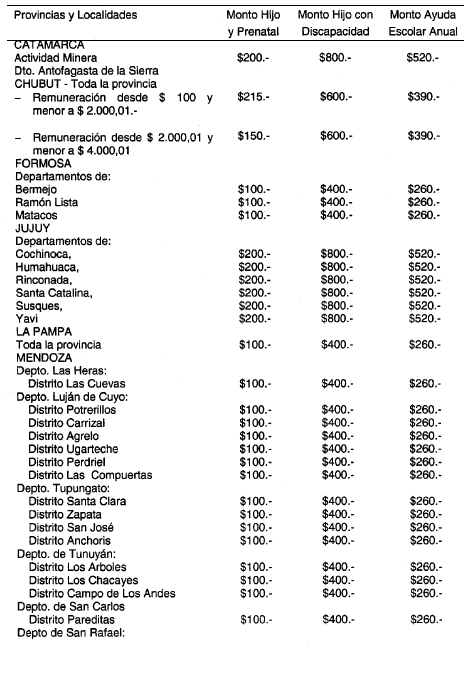 Provincias y Localidades Monto Hijo Monto Hijo con Monto Ayuda
y Prenatal Discapacidad Escolar Anual
CATAMARCA
Actividad Minera $200.- $800.- $520.-
Dto. Antofagasta de la Sierra
CHUBUT - Toda la provincia
– Remuneración desde $ 100 y $215.- $600.- $390.-
menor a $ 2.000,01.-
– Remuneración desde $ 2.000,01 y $150.- $600.- $390.-
menor a $ 4.000,01
FORMOSA
Departamentos de:
Bermejo $100.- $400.- $260.-
Ramón Lista $100.- $400.- $260.-
Matacos $100.- $400.- $260.-
JUJUY
Departamentos de:
Cochinoca, $200.- $800.- $520.-
Humahuaca, $200.- $800.- $520.-
Rinconada, $200.- $800.- $520.-
Santa Catalina, $200.- $800.- $520.-
Susques, $200.- $800.- $520.-
Yavi $200.- $800.- $520.-
LA PAMPA
Toda la provincia $100.- $400.- $260.-
MENDOZA
Depto. Las Heras:
Distrito Las Cuevas $100.- $400.- $260.-
Depto. Luján de Cuyo:
Distrito Potrerillos $100.- $400.- $260.-
Distrito Carrizal $100.- $400.- $260.-
Distrito Agrelo $100.- $400.- $260.-
Distrito Ugarteche $100.- $400.- $260.-
Distrito Perdriel $100.- $400.- $260.-
Distrito Las Compuertas $100.- $400.- $260.-
Depto. Tupungato:
Distrito Santa Clara $100.- $400.- $260.-
Distrito Zapata $100.- $400.- $260.-
Distrito San José $100.- $400.- $260.-
Distrito Anchoris $100.- $400.- $260.-
Depto. de Tunuyán:
Distrito Los Arboles $100.- $400.- $260.-
Distrito Los Chacayes $100.- $400.- $260.-
Distrito Campo de Los Andes $100.- $400.- $260.-
Depto. de San Carlos
Distrito Pareditas $100.- $400.- $260.-
Depto de San Rafael: